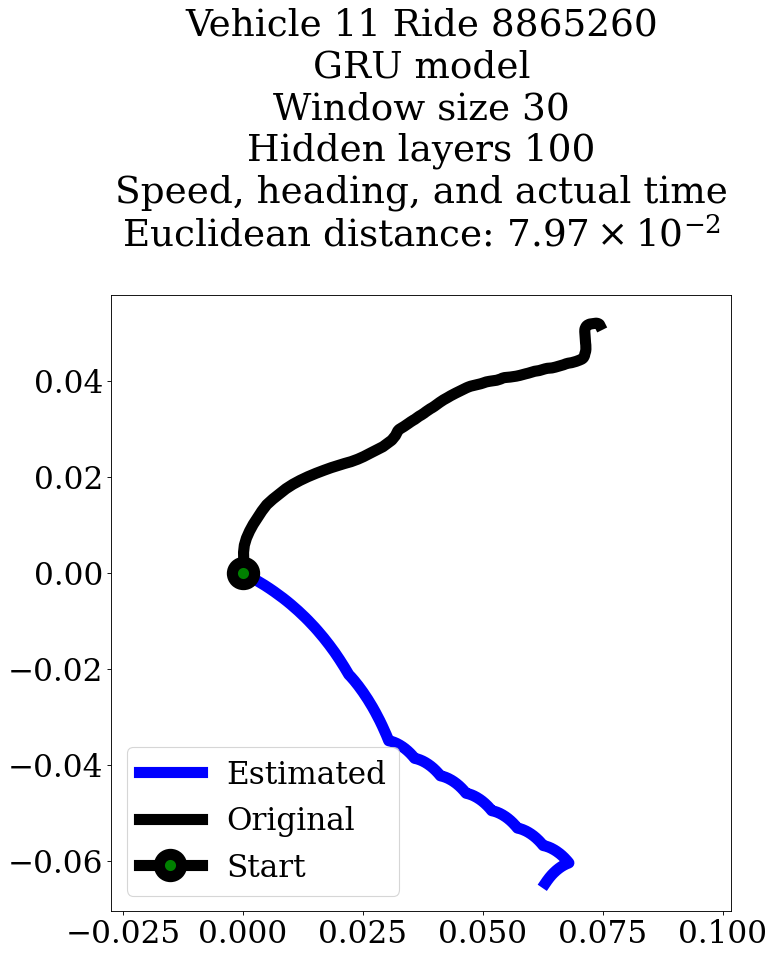 Vehicle 11 Ride 8865260
GRU model
Window size 30
Hidden layers 100
Speed, heading, and actual time
Euclidean distance: 7.97 × 10⁻²
0.04
0.02
0.00
−0.02
−0.04
−0.06
Estimated
Original
Start
−0.025 0.000 0.025 0.050 0.075 0.100